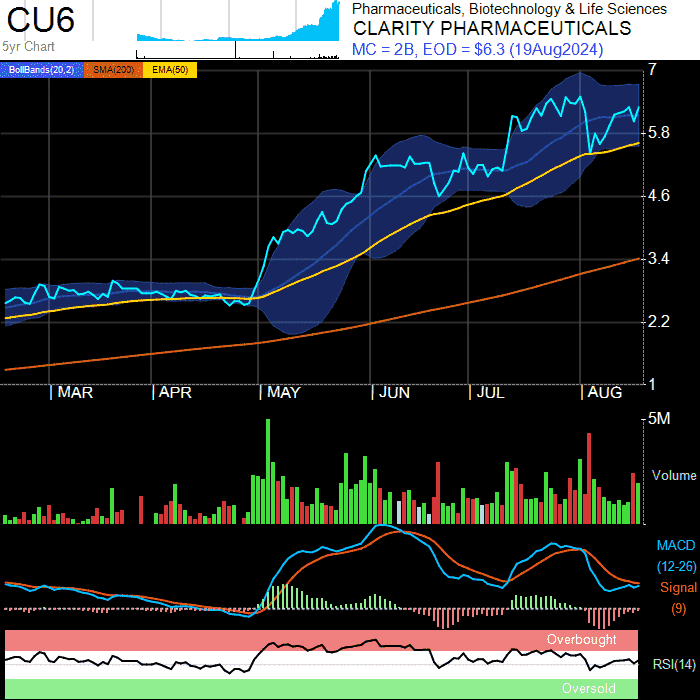 CU6
5yr Chart
Pharmaceuticals, Biotechnology & Life Sciences
CLARITY PHARMACEUTICALS
MC = 2B, EOD = $6.3 (19Aug2024)
BollBands(20,2) SMA(200) EMA(50)
7
5.8
4.6
3.4
2.2
1
MAR APR MAY JUN JUL AUG
5M
Volume
MACD
(12-26)
Signal
(9)
Overbought
RSI(14)
Oversold